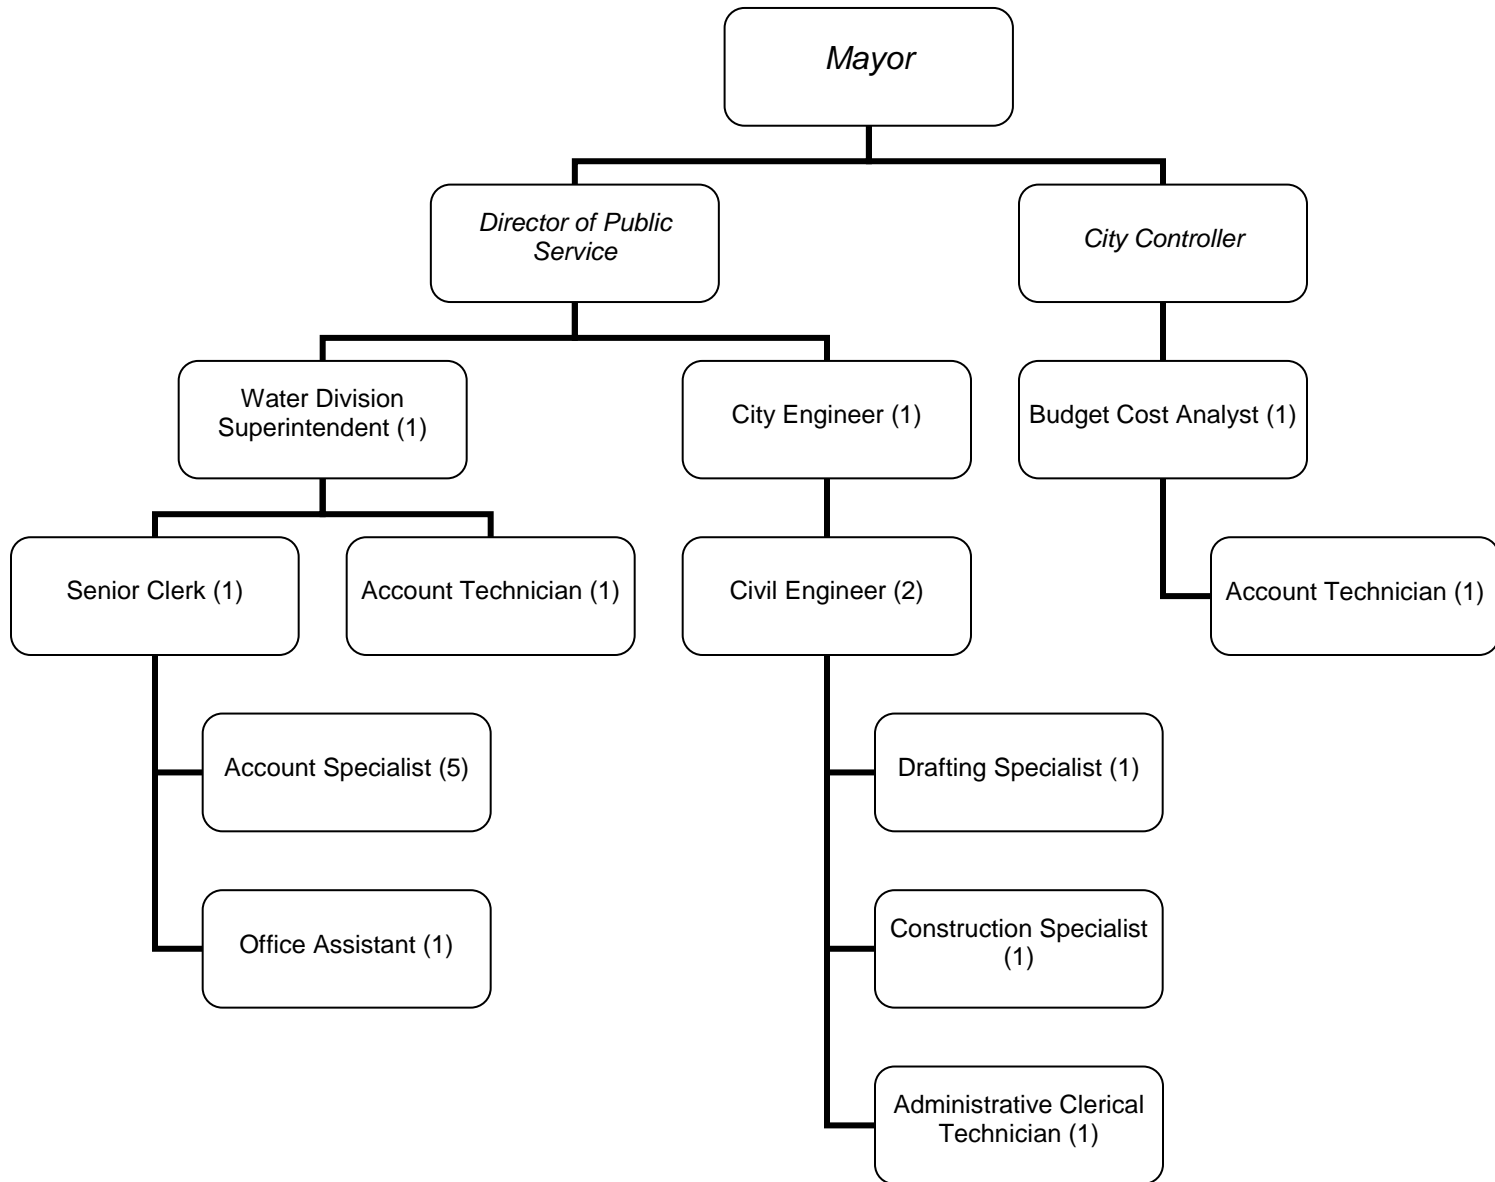 Mayor
Director of Public
Service
City Controller
Water Division
Superintendent (1)
City Engineer (1)
Budget Cost Analyst (1)
Senior Clerk (1)
Account Technician (1)
Civil Engineer (2)
Account Technician (1)
Account Specialist (5)
Drafting Specialist (1)
Office Assistant (1)
Construction Specialist
(1)
Administrative Clerical
Technician (1)